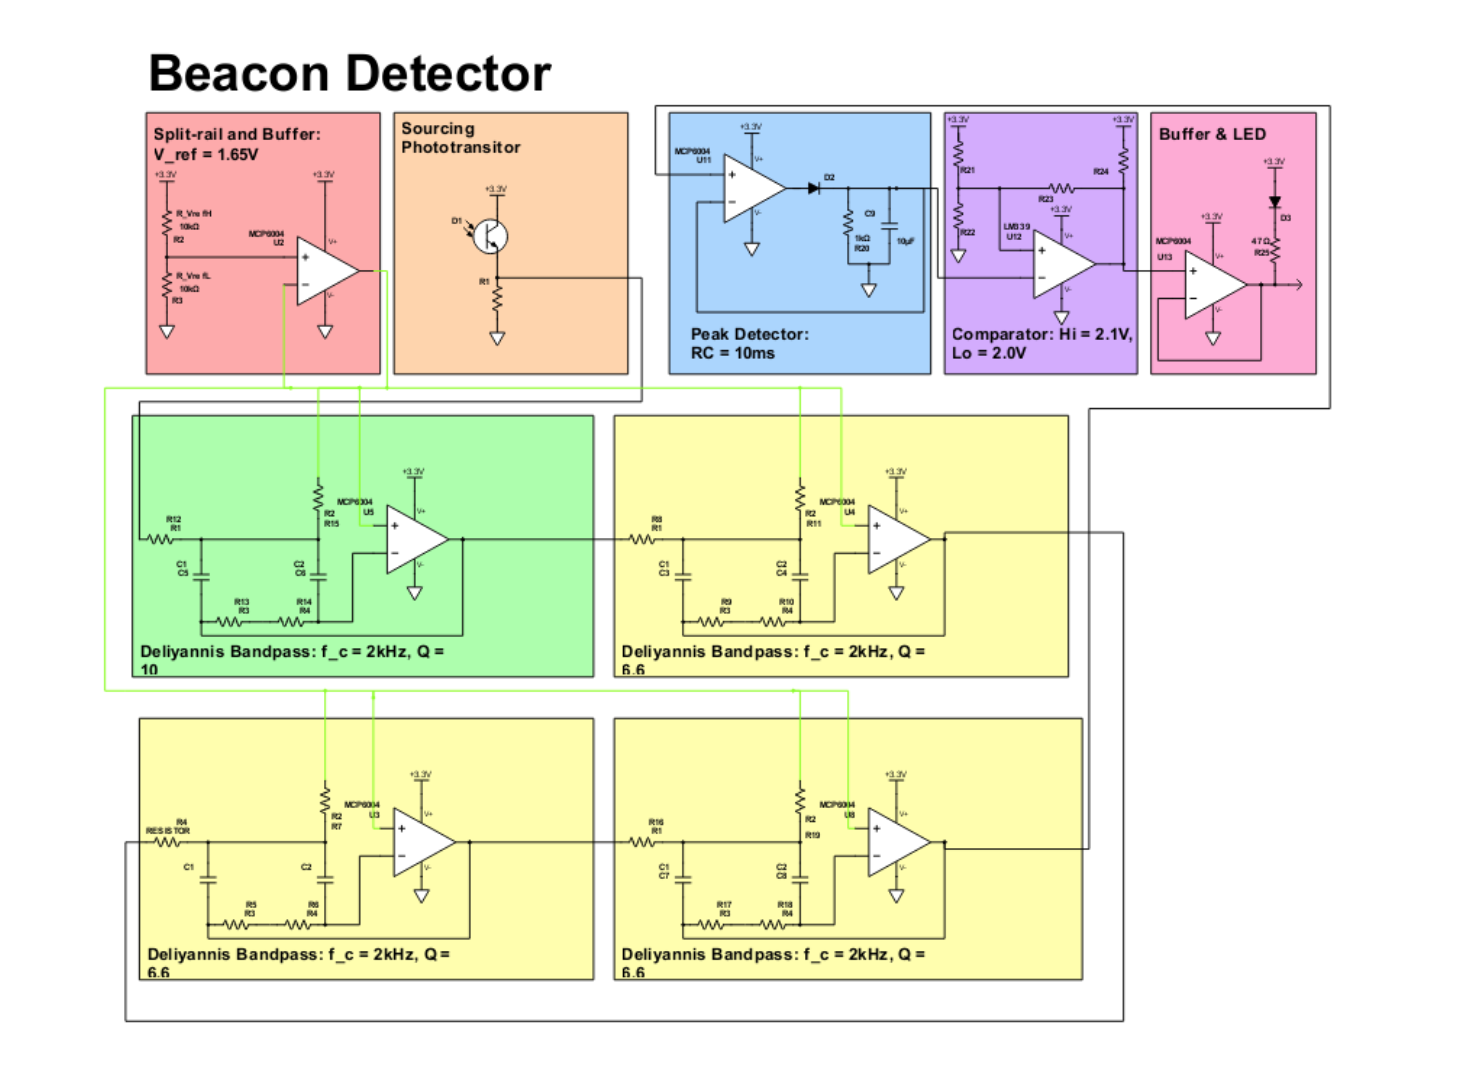 Beacon Detector
Split-rail and Buffer:
V_ref = 1.65V
+3.3V
+3.3V
R_Vre fH
10kΩ
R2
MCP6004
U2
V+
+
−
V-
R_Vre fL
10kΩ
R3
Sourcing
Phototransitor
+3.3V
D1
R1
+3.3V
MCP6004
U11
V+
+
−
V-
D2
C9
1kΩ
R20
10µF
Peak Detector:
RC = 10ms
+3.3V
+3.3V
R21
R24
R23
R22
+3.3V
LM339
U12
V+
+
−
V-
Comparator: Hi = 2.1V,
Lo = 2.0V
Buffer & LED
+3.3V
D3
+3.3V
47Ω
R25
MCP6004
U13
V+
+
−
V-
+3.3V
MCP6004
U5
R2
R15
V+
+
−
V-
R12
R1
C1
C5
C2
C6
R13
R3
R14
R4
Deliyannis Bandpass: f_c = 2kHz, Q =
10
+3.3V
MCP6004
U4
R2
R11
V+
+
−
V-
R8
R1
C1
C3
C2
C4
R9
R3
R10
R4
Deliyannis Bandpass: f_c = 2kHz, Q =
6.6
+3.3V
MCP6004
U3
R2
R7
V+
+
−
V-
R4
RESISTOR
C1
C2
R5
R3
R6
R4
Deliyannis Bandpass: f_c = 2kHz, Q =
6.6
+3.3V
MCP6004
U6
R2
R19
V+
+
−
V-
R16
R1
C1
C7
C2
C8
R17
R3
R18
R4
Deliyannis Bandpass: f_c = 2kHz, Q =
6.6